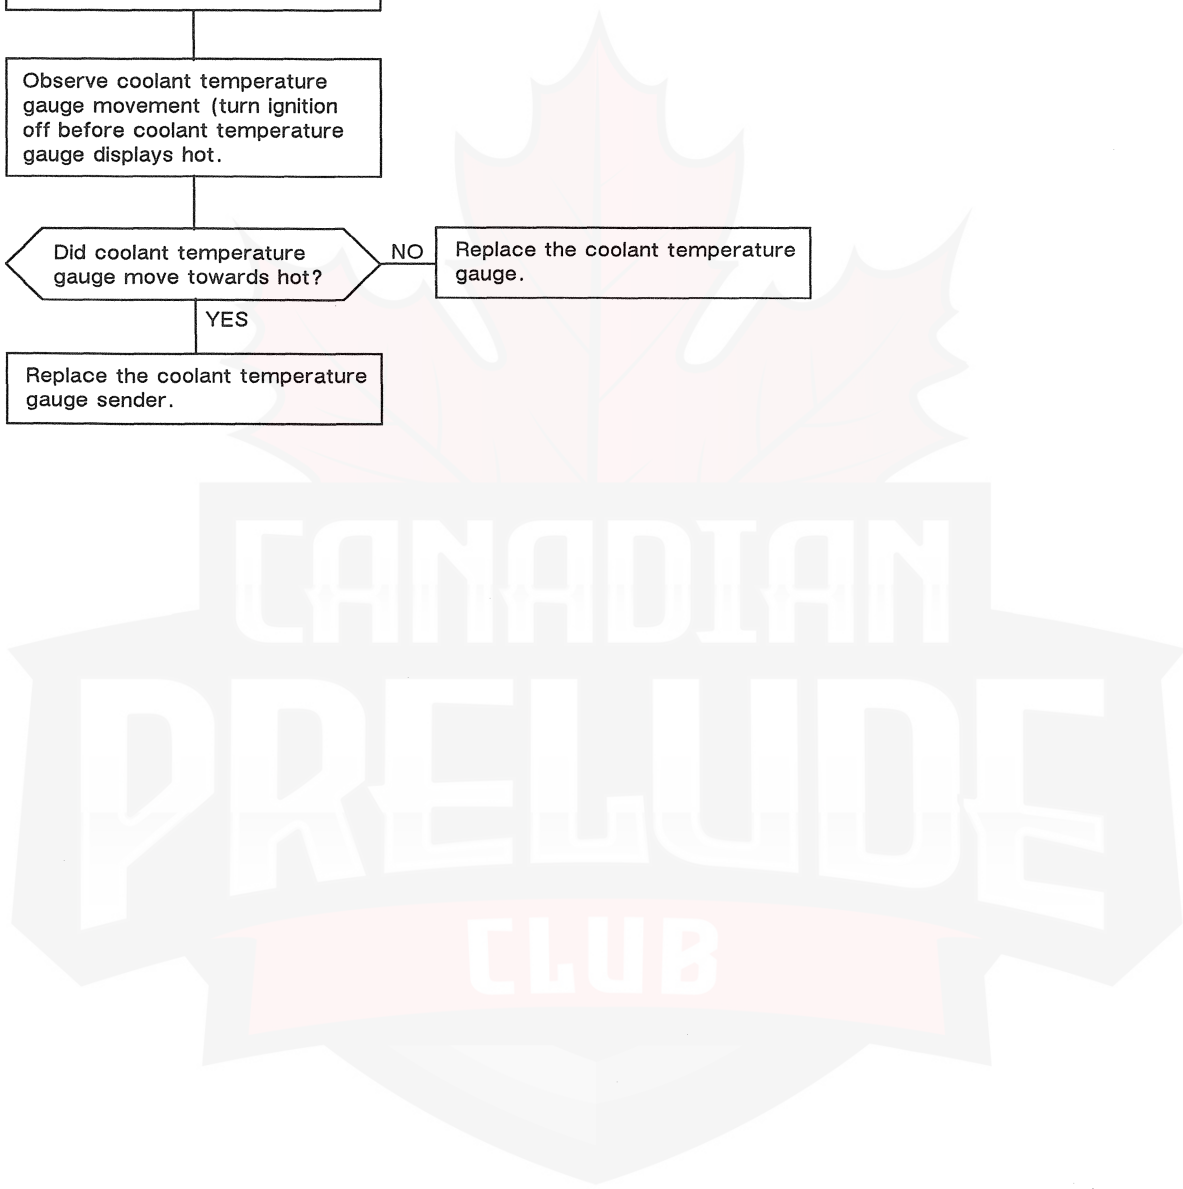 Observe coolant temperature
gauge movement (turn ignition
off before coolant temperature
gauge displays hot.
Did coolant temperature
gauge move towards hot?
NO
Replace the coolant temperature
gauge.
YES
Replace the coolant temperature
gauge sender.
CANADIAN
PRELUDE
CLUB